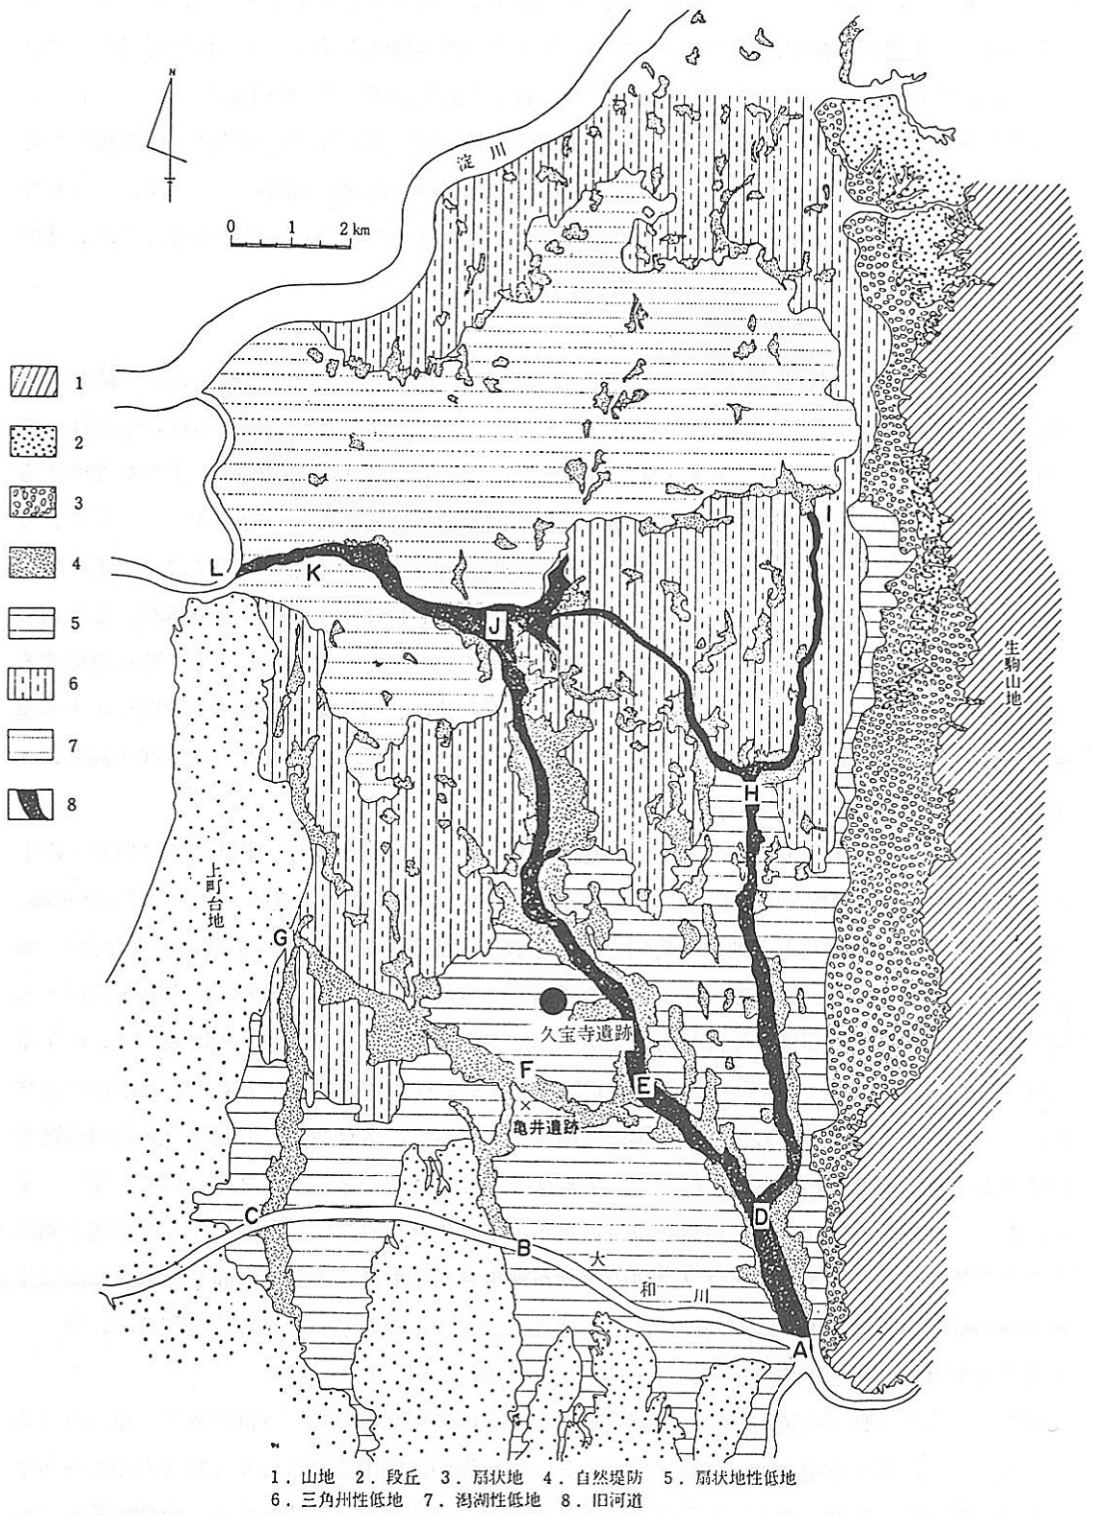 N
淀川
0 1 2 km
1
2
3
4
5
6
7
8
生駒山地
上町台地
I
L
K
J
H
G
久宝寺遺跡
E
F
亀井遺跡
D
C
B
大和川
A
1. 山地 2. 段丘 3. 扇状地 4. 自然堤防 5. 扇状地性低地
6. 三角州性低地 7. 潟湖性低地 8. 旧河道